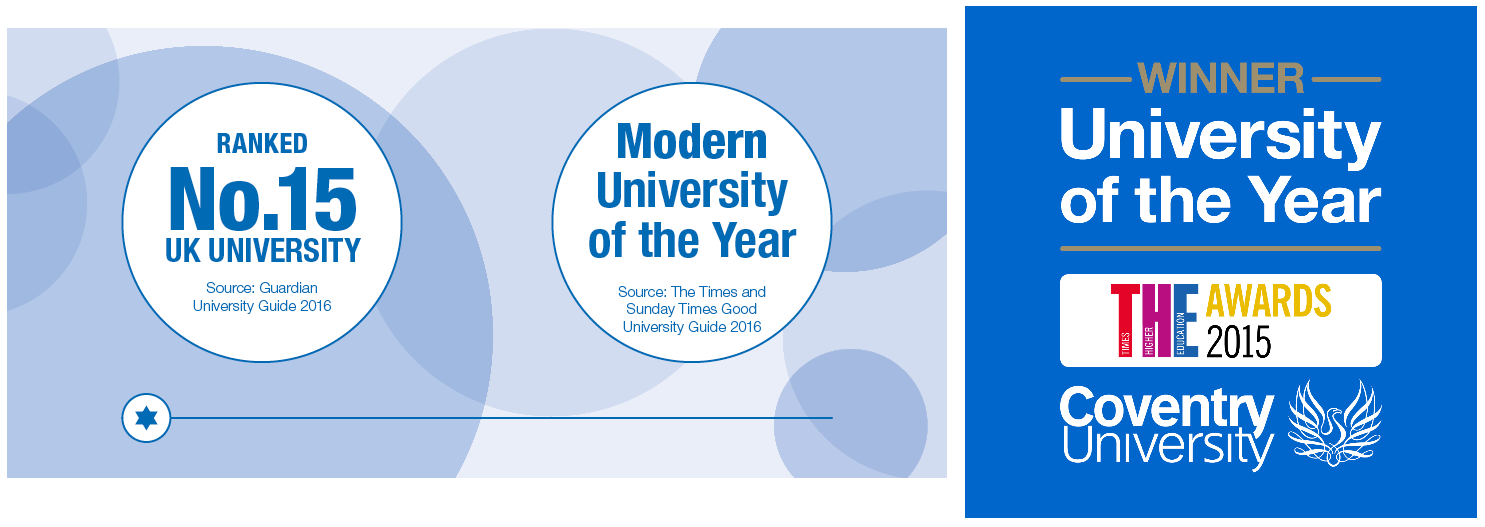 RANKED
No.15
UK UNIVERSITY
Source: Guardian
University Guide 2016
Modern
University
of the Year
Source: The Times and
Sunday Times Good
University Guide 2016
WINNER
University
of the Year
THE AWARDS
TIMES HIGHER EDUCATION 2015
Coventry
University